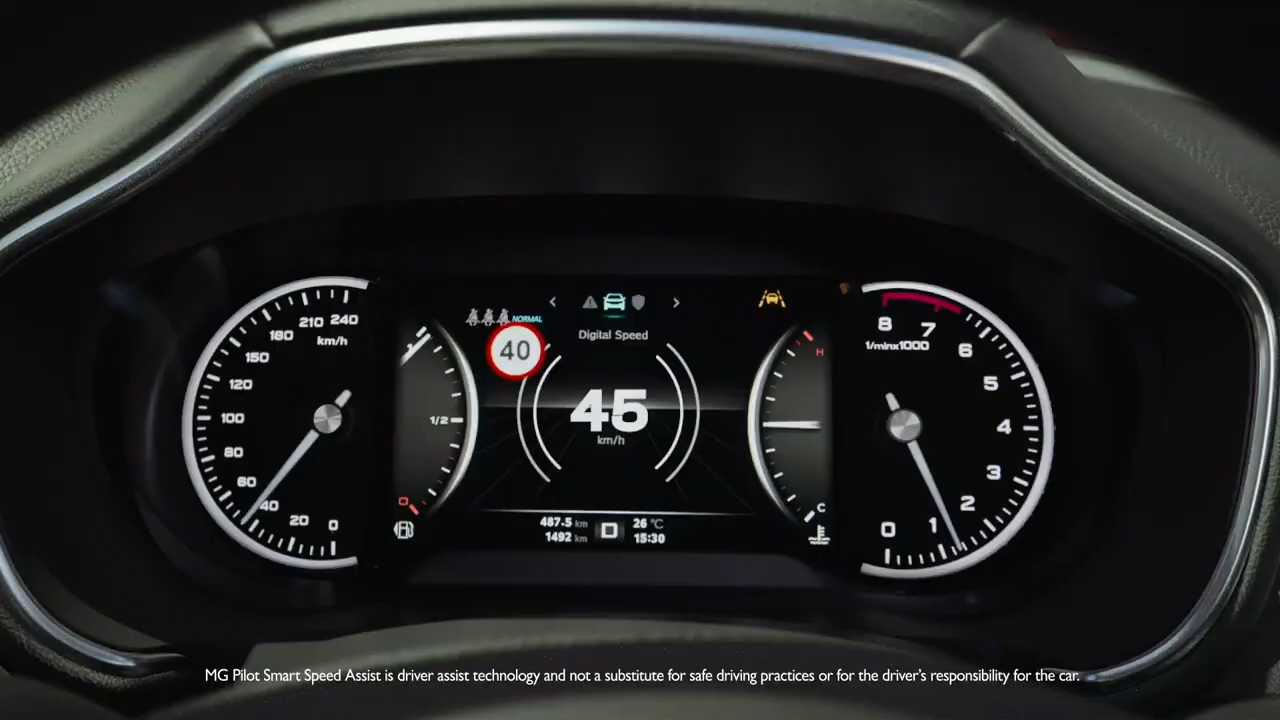 240
210
180
km/h
150
120
100
80
60
40
20
0
1/2
NORMAL
40
Digital Speed
45
km/h
487.5 km
1492 km
26 °C
15:30
H
C
8
7
1/minx1000
6
5
4
3
2
1
0
MG Pilot Smart Speed Assist is driver assist technology and not a substitute for safe driving practices or for the driver's responsibility for the car.